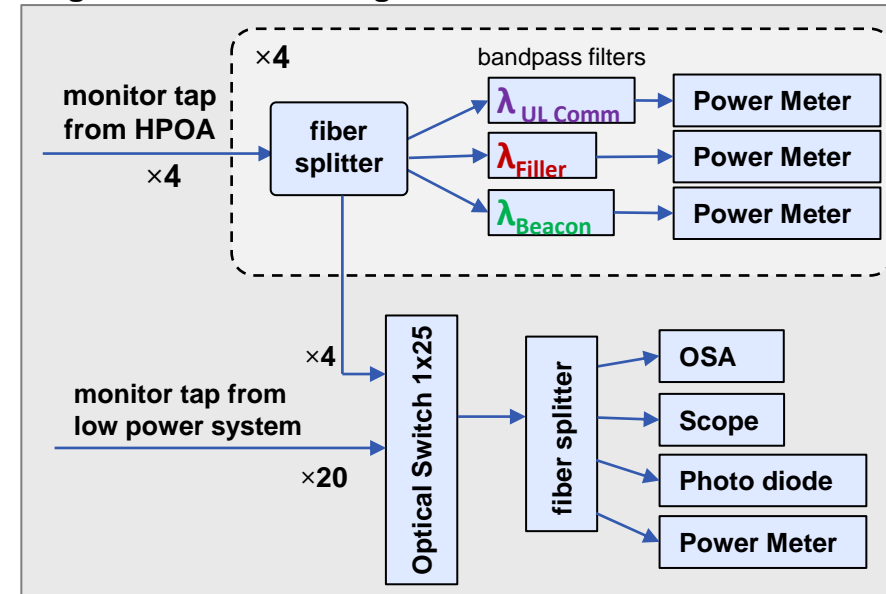 ×4
bandpass filters
monitor tap
from HPOA
×4
fiber
splitter
λ UL Comm
Power Meter
λFiller
Power Meter
λBeacon
Power Meter
×4
monitor tap from
low power system
×20
Optical Switch 1x25
fiber splitter
OSA
Scope
Photo diode
Power Meter